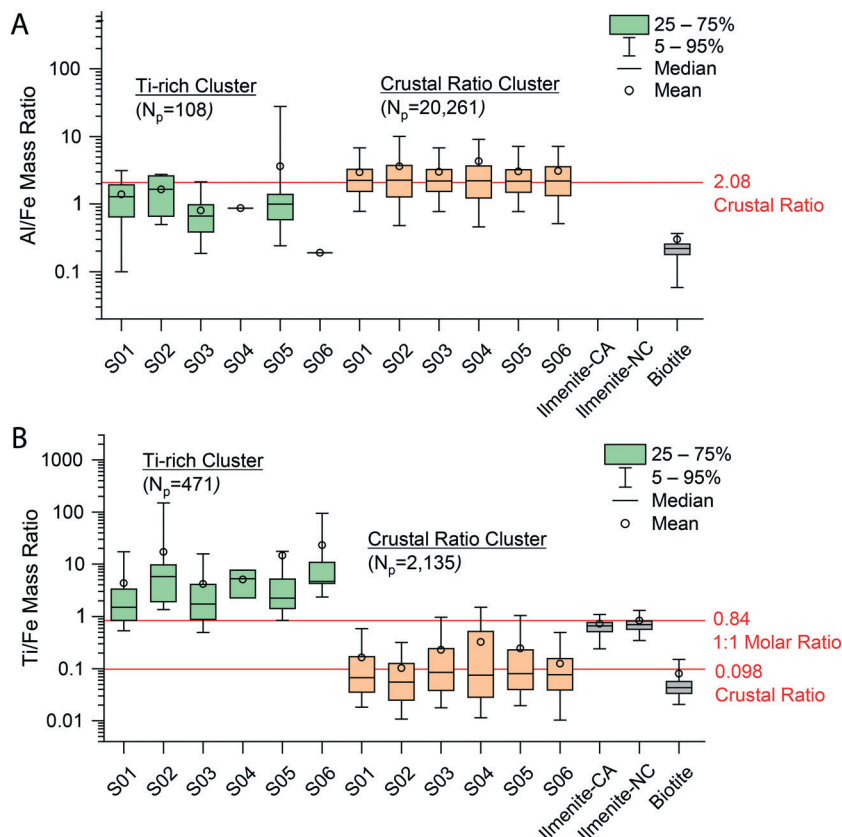 A
Al/Fe Mass Ratio
100
10
1
0.1
Ti-rich Cluster
(Np=108)
Crustal Ratio Cluster
(Np=20,261)
25 – 75%
5 – 95%
Median
Mean
2.08
Crustal Ratio
S01
S02
S03
S04
S05
S06
S01
S02
S03
S04
S05
S06
Ilmenite-CA
Ilmenite-NC
Biotite
B
Ti/Fe Mass Ratio
1000
100
10
1
0.1
0.01
Ti-rich Cluster
(Np=471)
Crustal Ratio Cluster
(Np=2,135)
25 – 75%
5 – 95%
Median
Mean
0.84
1:1 Molar Ratio
0.098
Crustal Ratio
S01
S02
S03
S04
S05
S06
S01
S02
S03
S04
S05
S06
Ilmenite-CA
Ilmenite-NC
Biotite